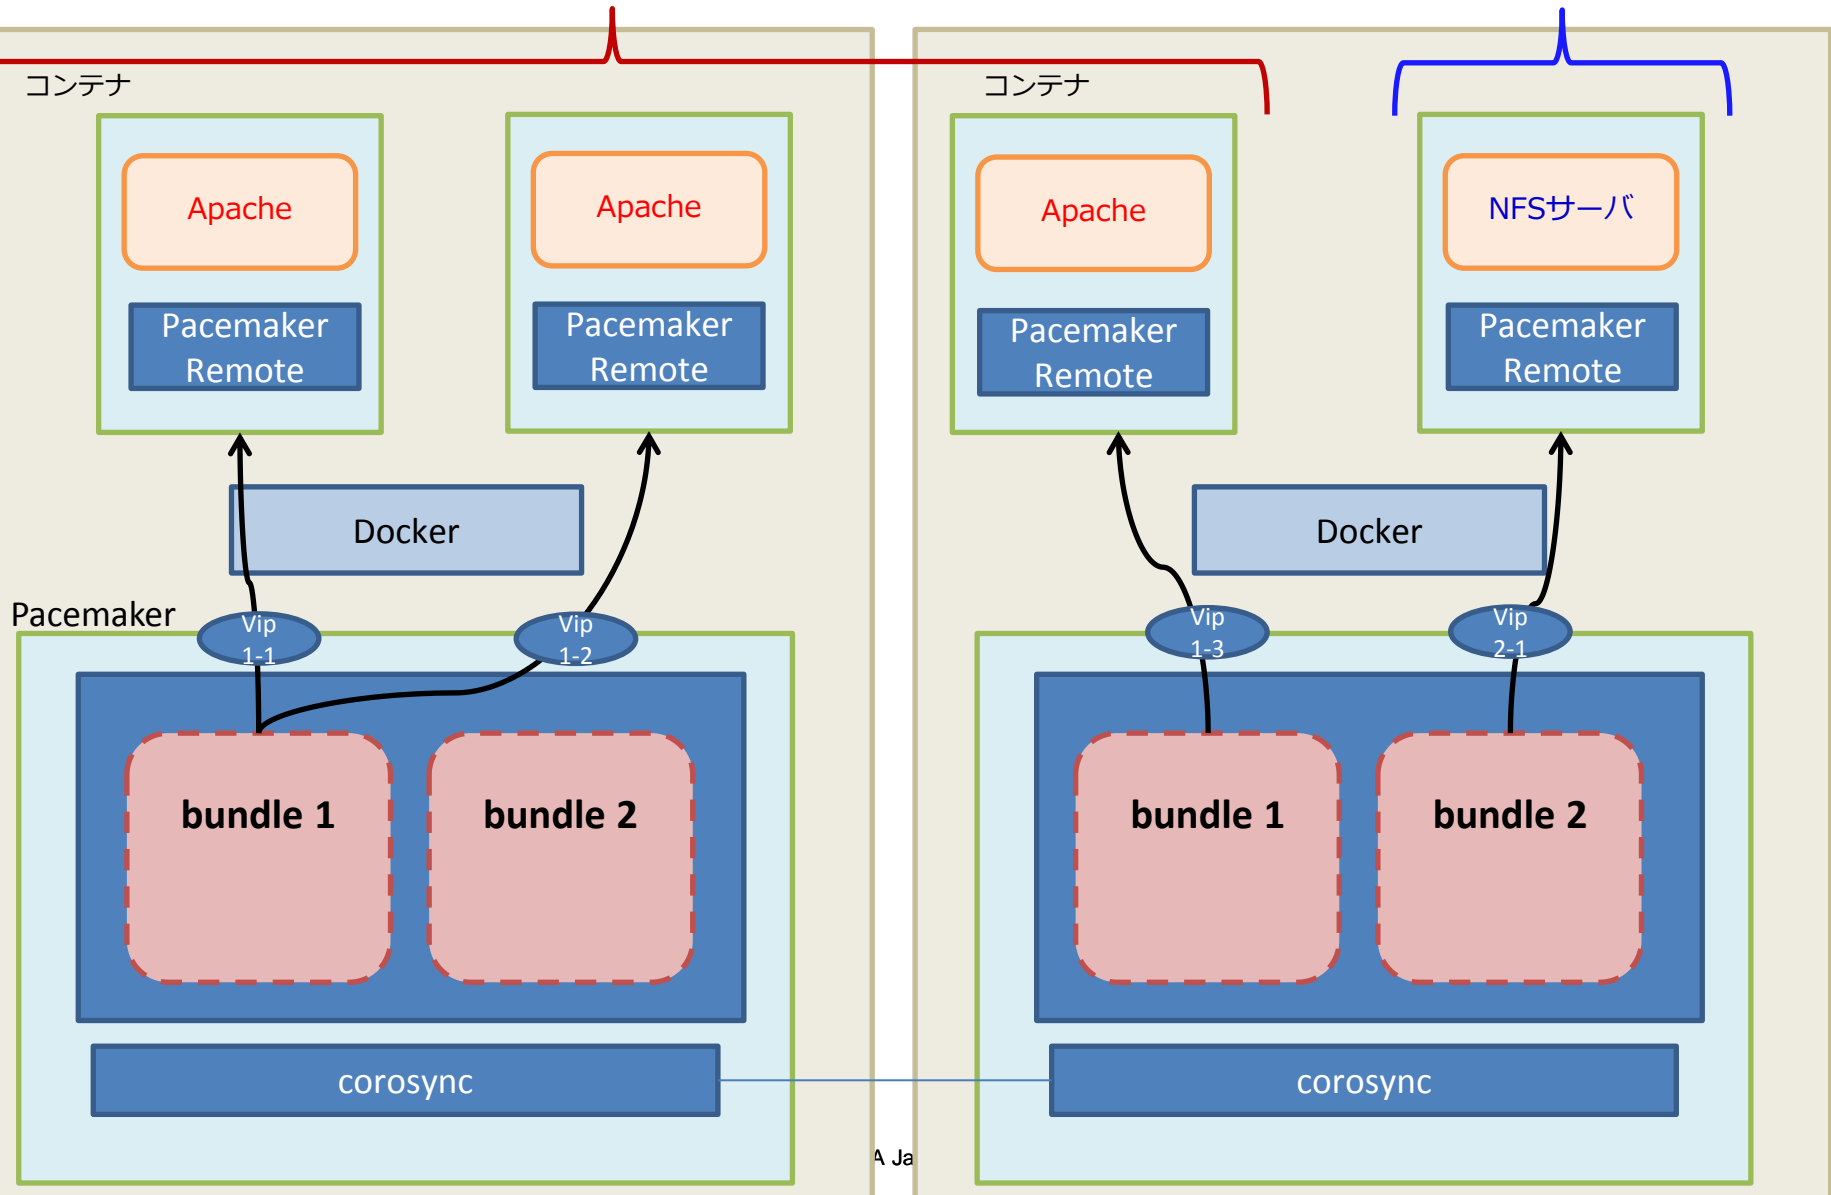 コンテナ
コンテナ
Apache
Apache
Apache
NFSサーバ
Pacemaker
Remote
Pacemaker
Remote
Pacemaker
Remote
Pacemaker
Remote
Docker
Docker
Pacemaker
Vip
1-1
Vip
1-2
Vip
1-3
Vip
2-1
bundle 1
bundle 2
bundle 1
bundle 2
corosync
corosync
A Ja